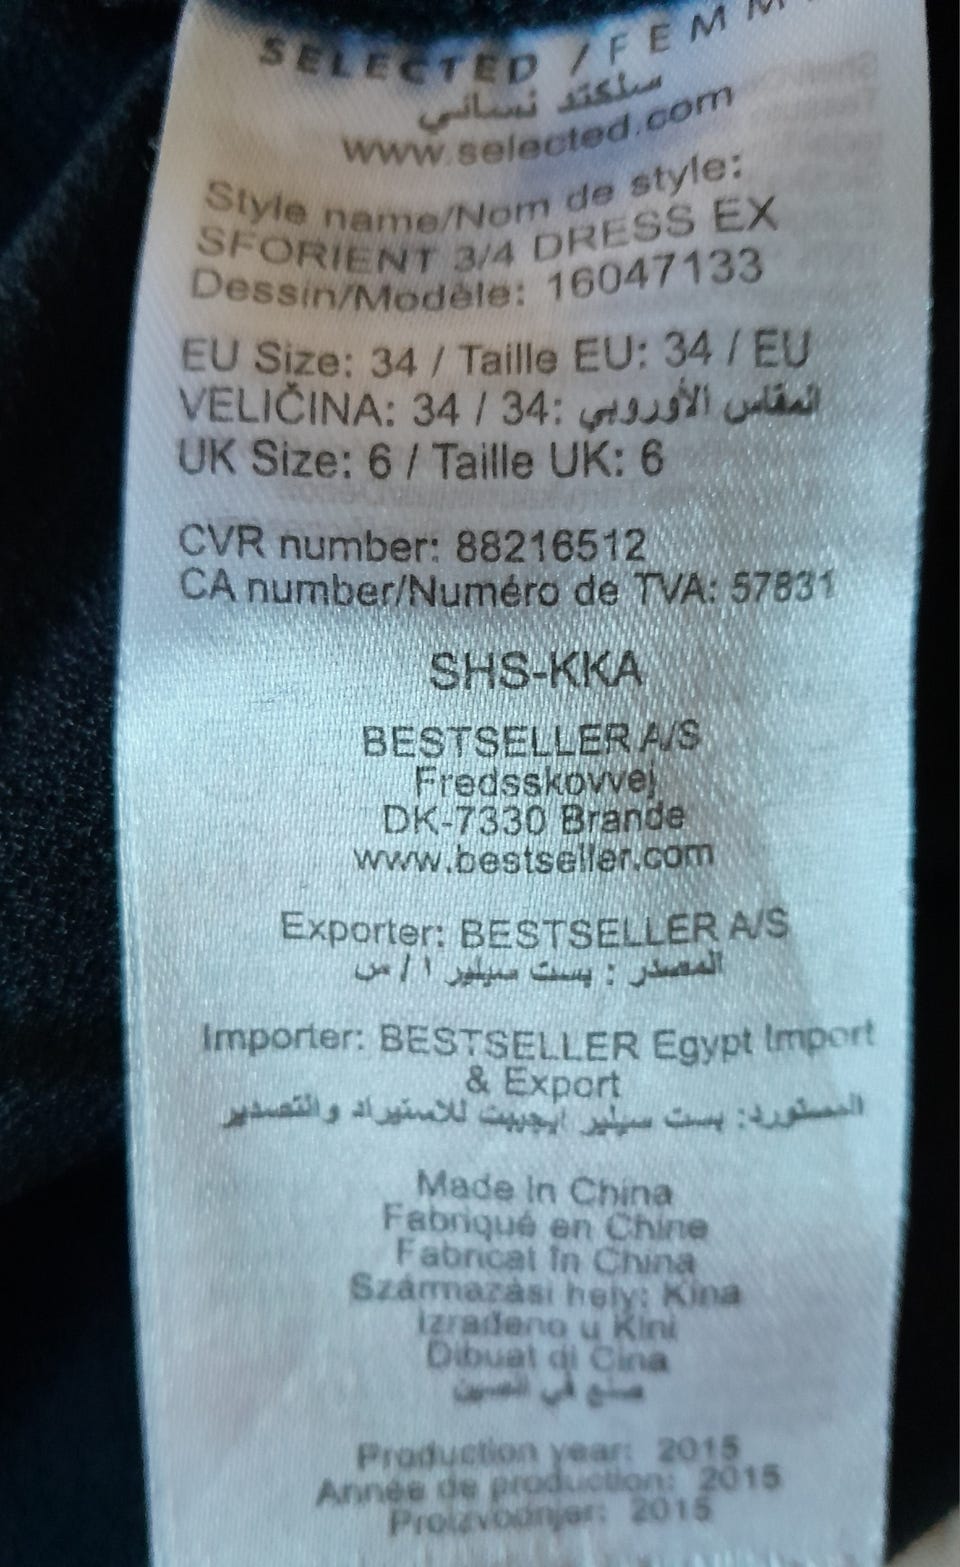 SELECTED / FEMM
سلكتد نسائي
www.selected.com
Style name/Nom de style:
SFORIENT 3/4 DRESS EX
Dessin/Modèle: 16047133
EU Size: 34 / Taille EU: 34 / EU
VELIČINA: 34 / 34: المقاس الأوروبي
UK Size: 6 / Taille UK: 6
CVR number: 88216512
CA number/Numéro de TVA: 57831
SHS-KKA
BESTSELLER A/S
Fredsskovvej
DK-7330 Brande
www.bestseller.com
Exporter: BESTSELLER A/S
المصدر : بست سيلير ا/س
Importer: BESTSELLER Egypt Import
& Export
المستورد: بست سيلير ايجيبت للاستيراد والتصدير
Made in China
Fabriqué en Chine
Fabricat în China
Származási hely: Kína
Izrađeno u Kini
Dibuat di Cina
صنع في الصين
Production year: 2015
Année de production: 2015
Proizvodnjer: 2015